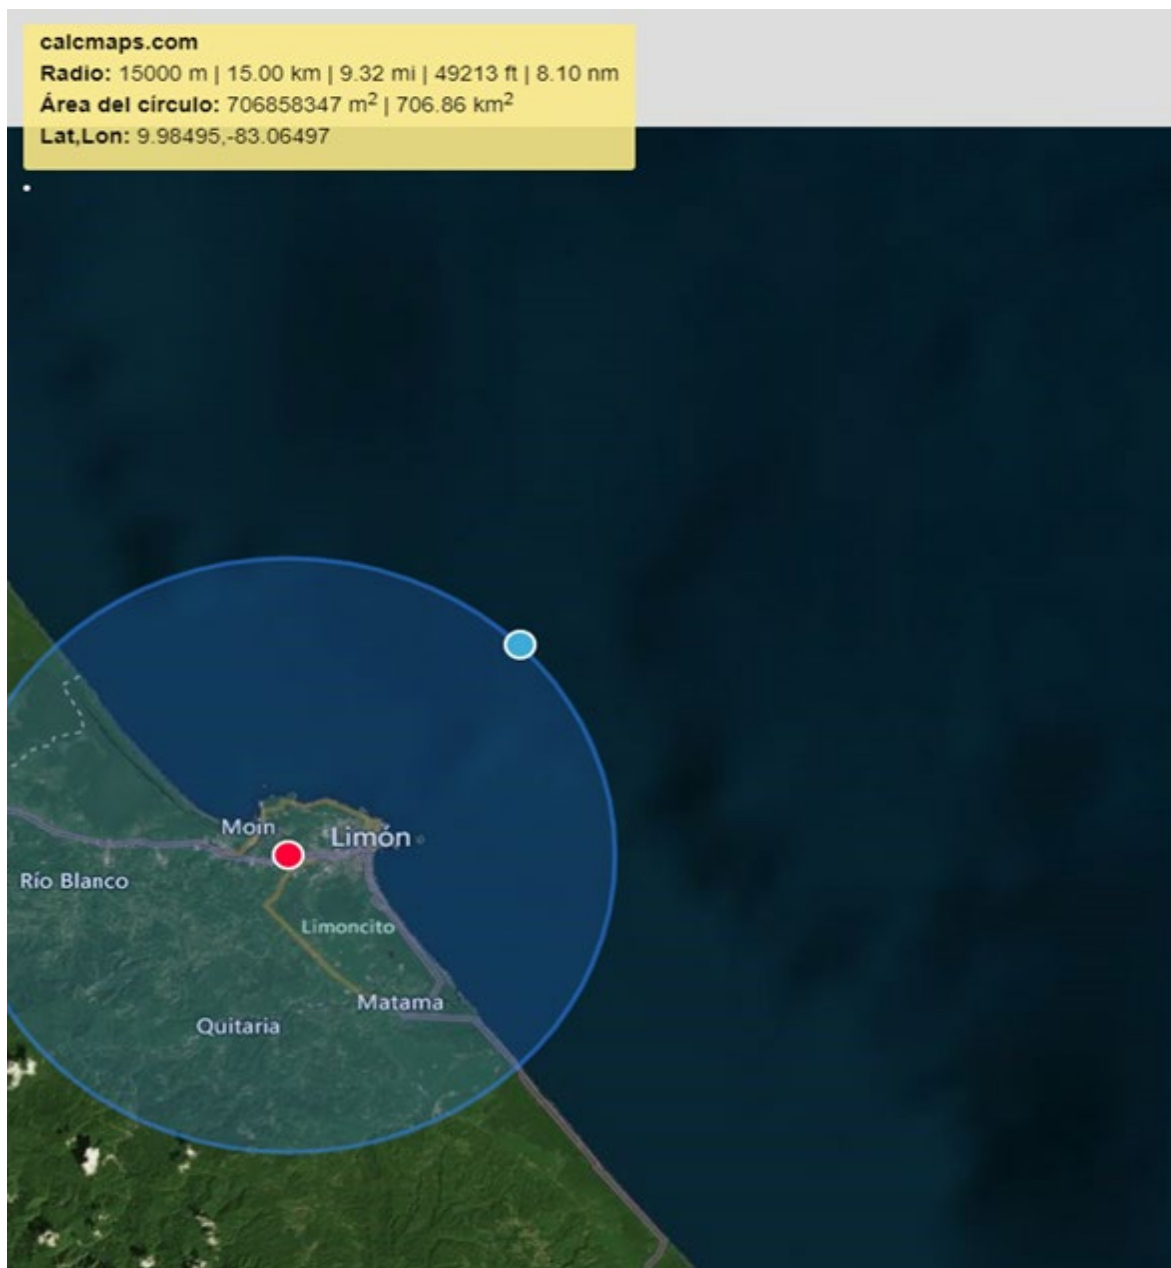 calcmaps.com
Radio: 15000 m | 15.00 km | 9.32 mi | 49213 ft | 8.10 nm
Área del círculo: 706858347 m² | 706.86 km²
Lat,Lon: 9.98495,-83.06497
Moin
Limón
Río Blanco
Limoncito
Matama
Quitaria